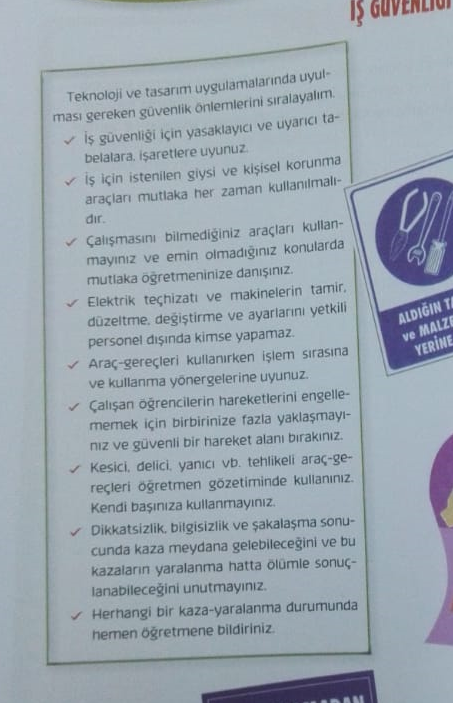 İŞ GÜVENLİĞİ
Teknoloji ve tasarım uygulamalarında uyul-
ması gereken güvenlik önlemlerini sıralayalım.
✓ İş güvenliği için yasaklayıcı ve uyarıcı ta-
belalara, işaretlere uyunuz.
✓ İş için istenilen giysi ve kişisel korunma
araçları mutlaka her zaman kullanılmalı-
dır.
✓ Çalışmasını bilmediğiniz araçları kullan-
mayınız ve emin olmadığınız konularda
mutlaka öğretmeninize danışınız.
✓ Elektrik teçhizatı ve makinelerin tamir,
düzeltme, değiştirme ve ayarlarını yetkili
personel dışında kimse yapamaz.
✓ Araç-gereçleri kullanırken işlem sırasına
ve kullanma yönergelerine uyunuz.
✓ Çalışan öğrencilerin hareketlerini engelle-
memek için birbirinize fazla yaklaşmayı-
nız ve güvenli bir hareket alanı bırakınız.
✓ Kesici, delici, yanıcı vb. tehlikeli araç-ge-
reçleri öğretmen gözetiminde kullanınız.
Kendi başınıza kullanmayınız.
✓ Dikkatsizlik, bilgisizlik ve şakalaşma sonu-
cunda kaza meydana gelebileceğini ve bu
kazaların yaralanma hatta ölümle sonuç-
lanabileceğini unutmayınız.
✓ Herhangi bir kaza-yaralanma durumunda
hemen öğretmene bildiriniz.
ALDIĞIN
ve MALZE
YERİNE